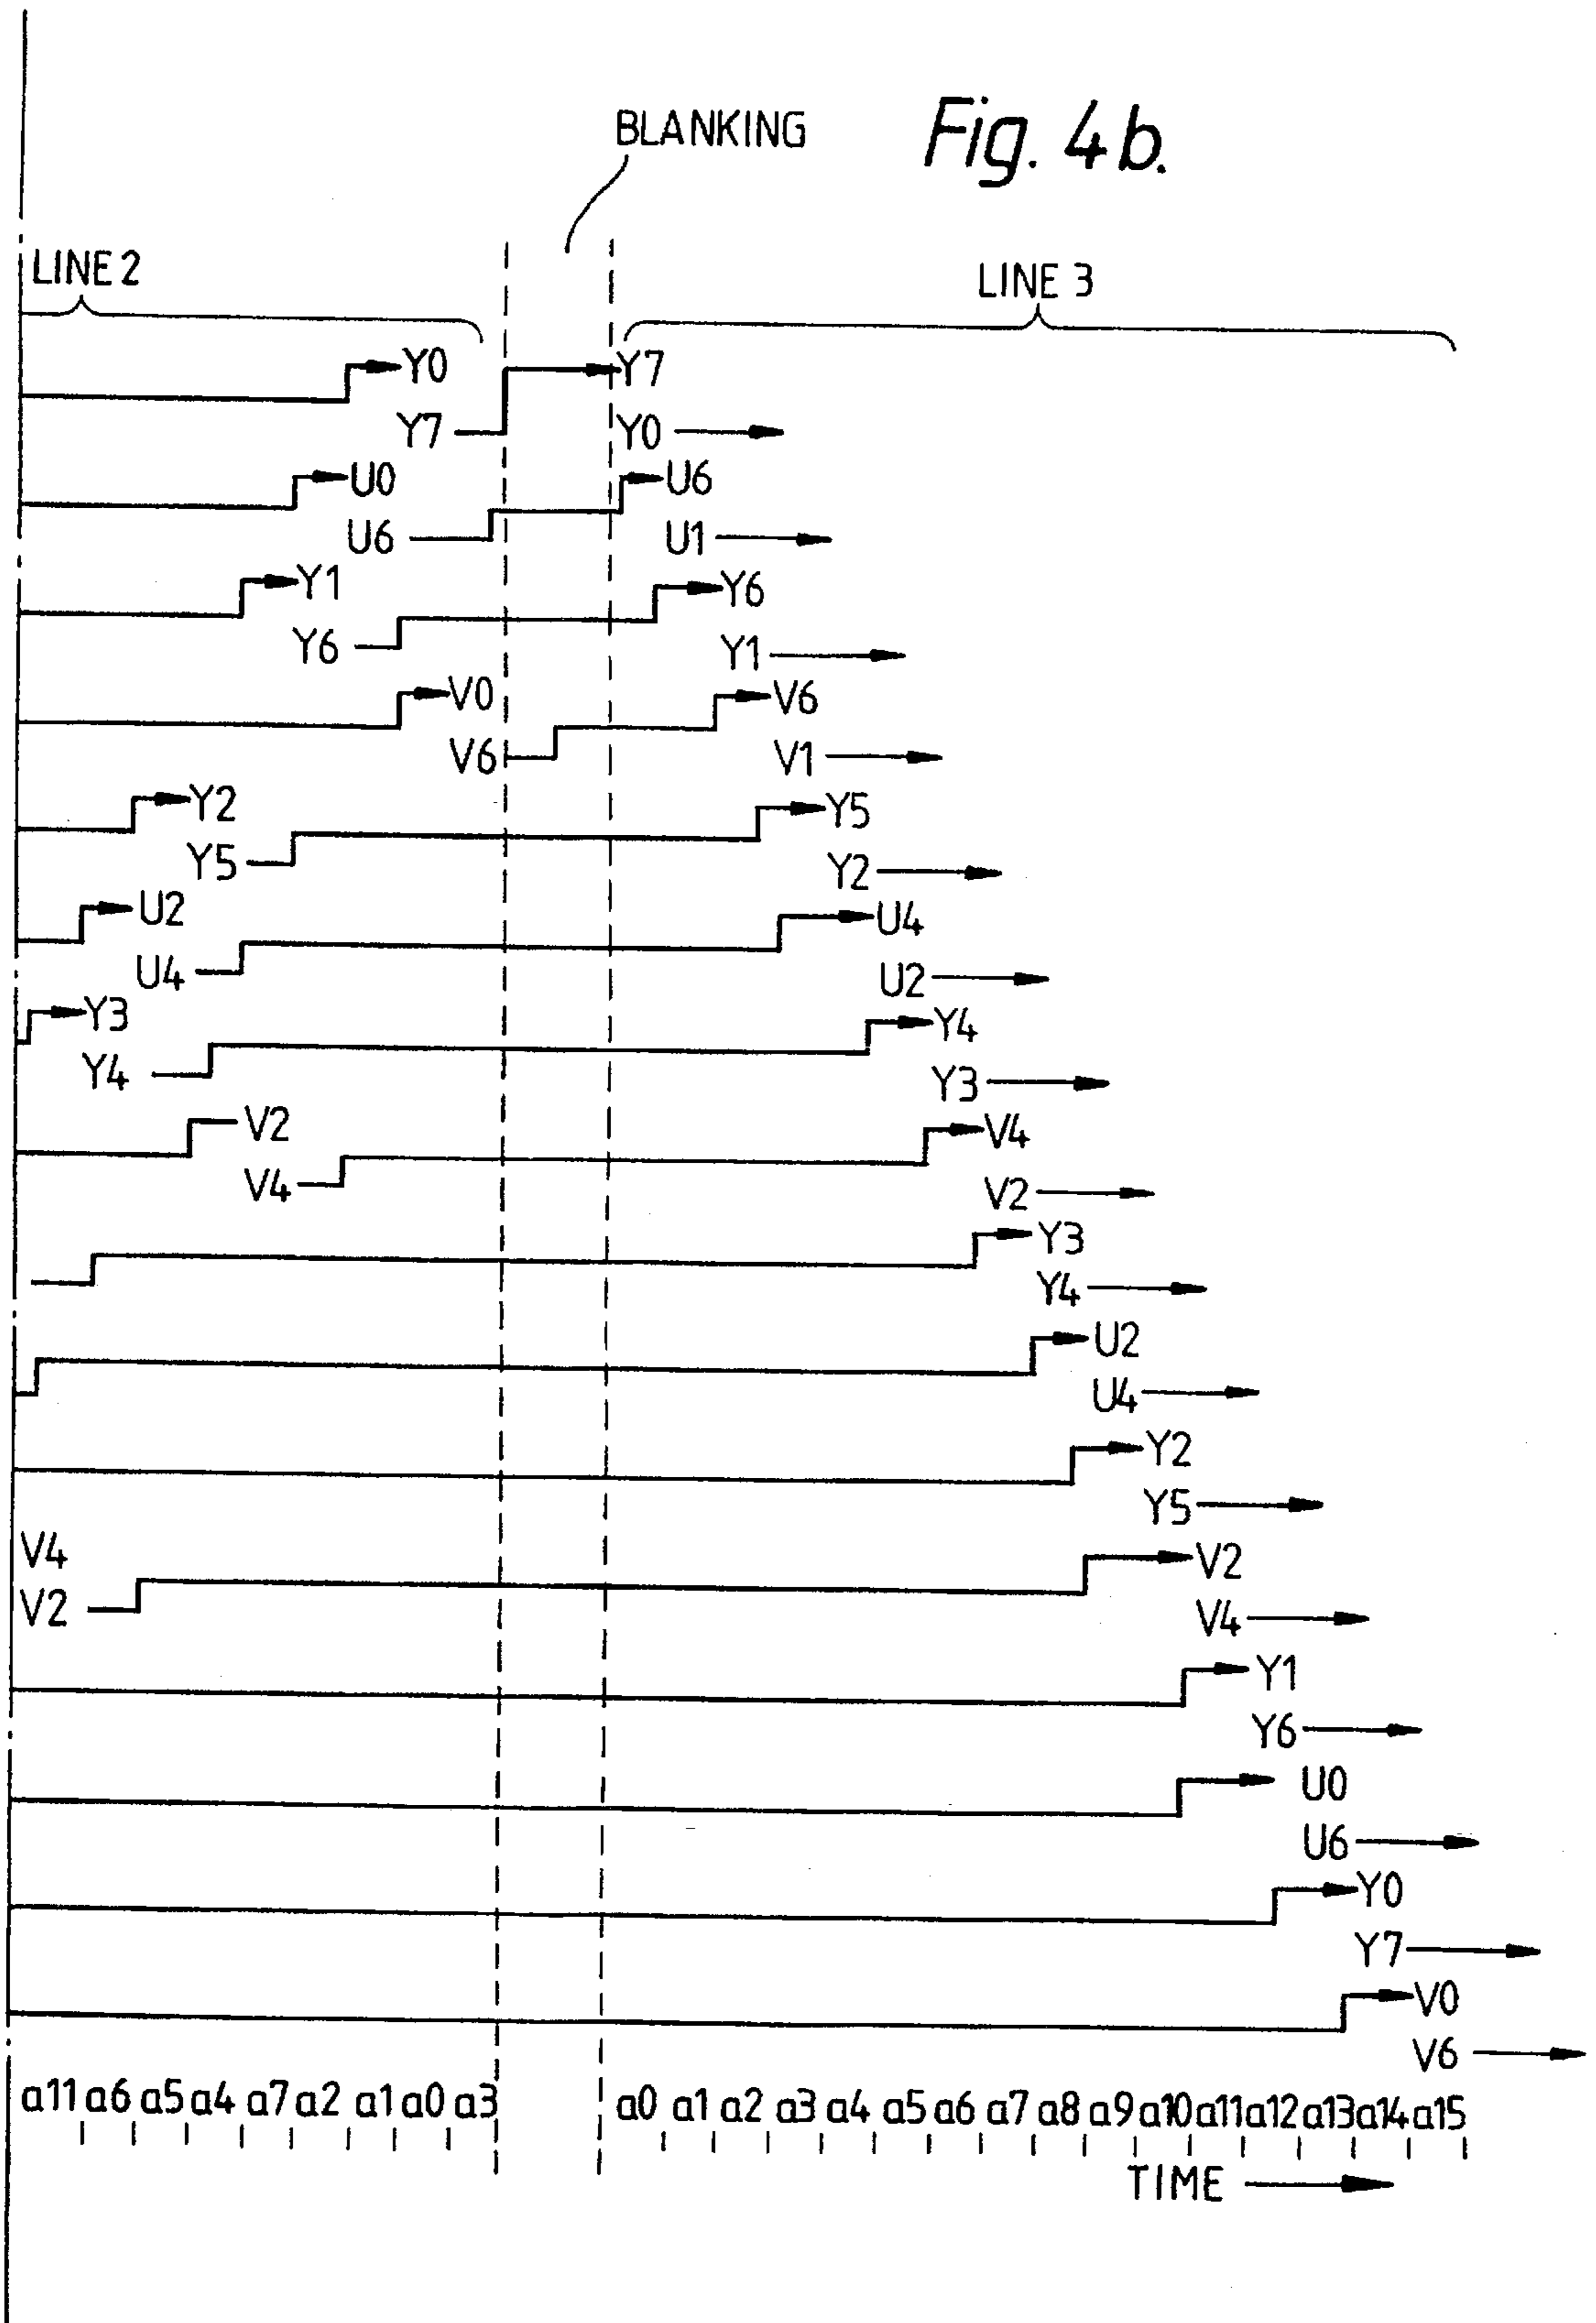 BLANKING
Fig. 4b.
LINE 2
LINE 3
Y0 Y7
Y7 Y0
U0 U6
U6 U1
Y1 Y6
Y6 Y1
V0 V6
V6 V1
Y2 Y5
Y5 Y2
U2 U4
U4 U2
Y3 Y4
Y4 Y3
V2 V4
V4 V2
Y3
Y4
U2
U4
Y2
Y5
V4 V2
V2 V4
Y1
Y6
U0
U6
Y0
Y7
V0
V6
a11 a6 a5 a4 a7 a2 a1 a0 a3 a0 a1 a2 a3 a4 a5 a6 a7 a8 a9 a10 a11 a12 a13 a14 a15
TIME